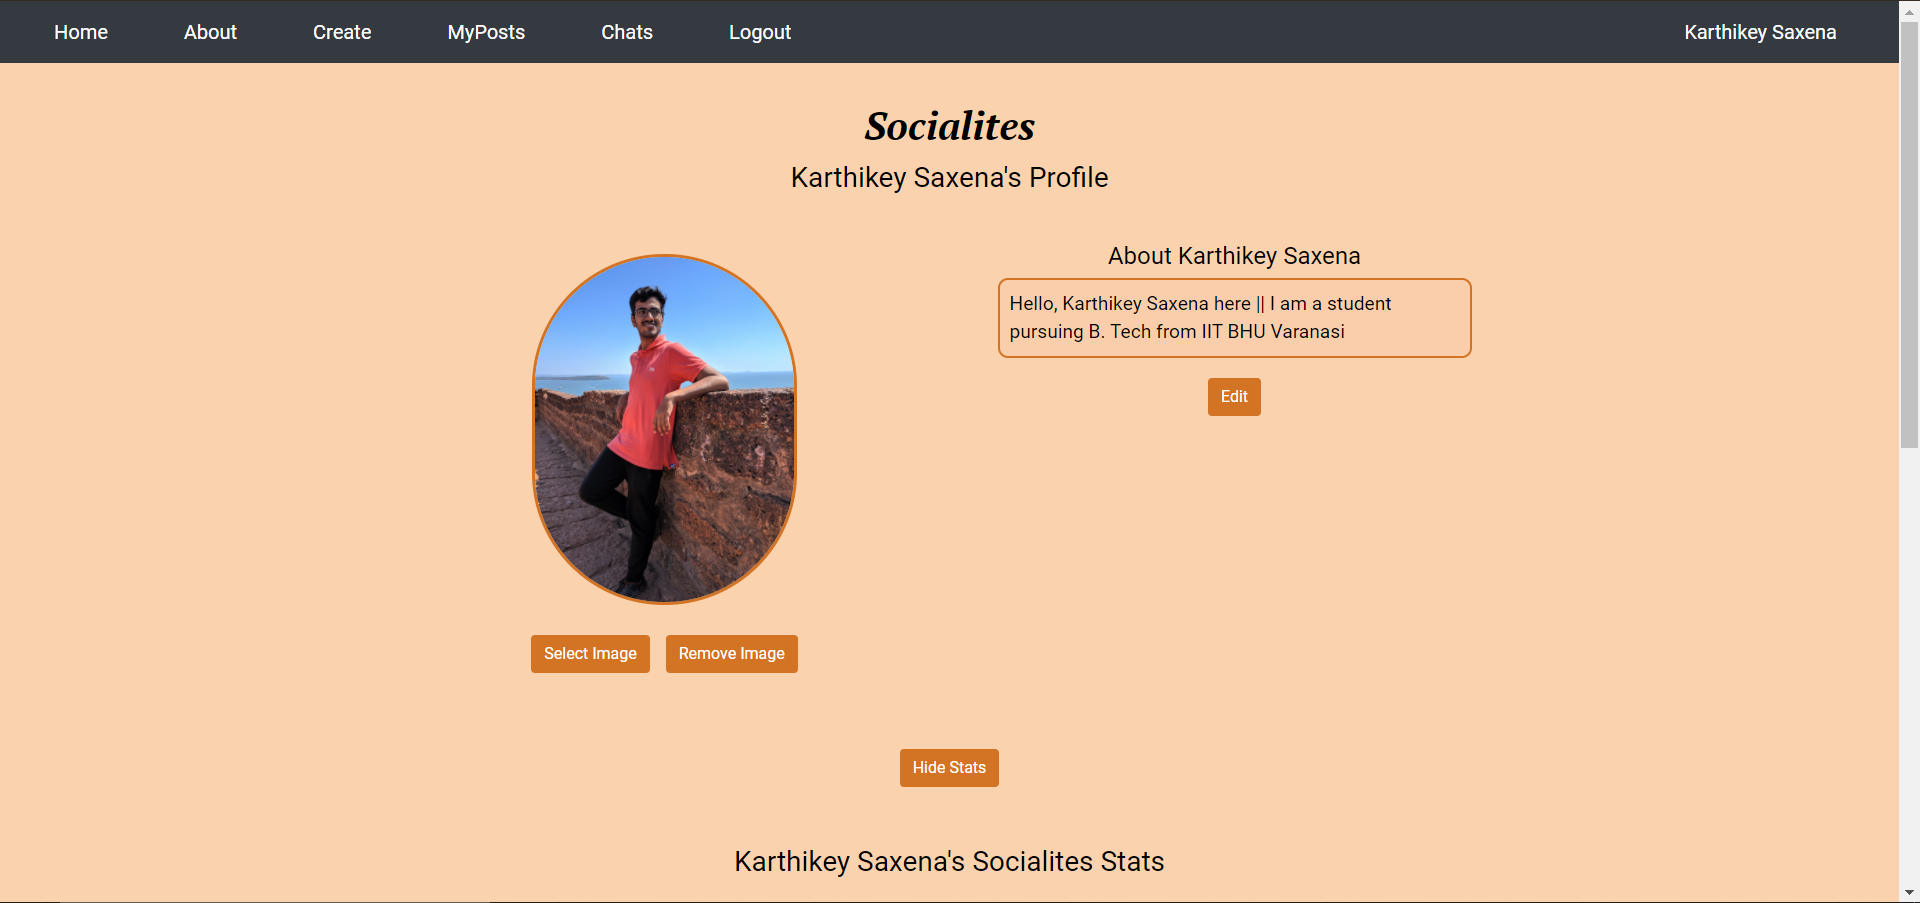 Home About Create MyPosts Chats Logout Karthikey Saxena
Socialites
Karthikey Saxena's Profile
About Karthikey Saxena
Hello, Karthikey Saxena here || I am a student
pursuing B. Tech from IIT BHU Varanasi
Edit
Select Image Remove Image
Hide Stats
Karthikey Saxena's Socialites Stats